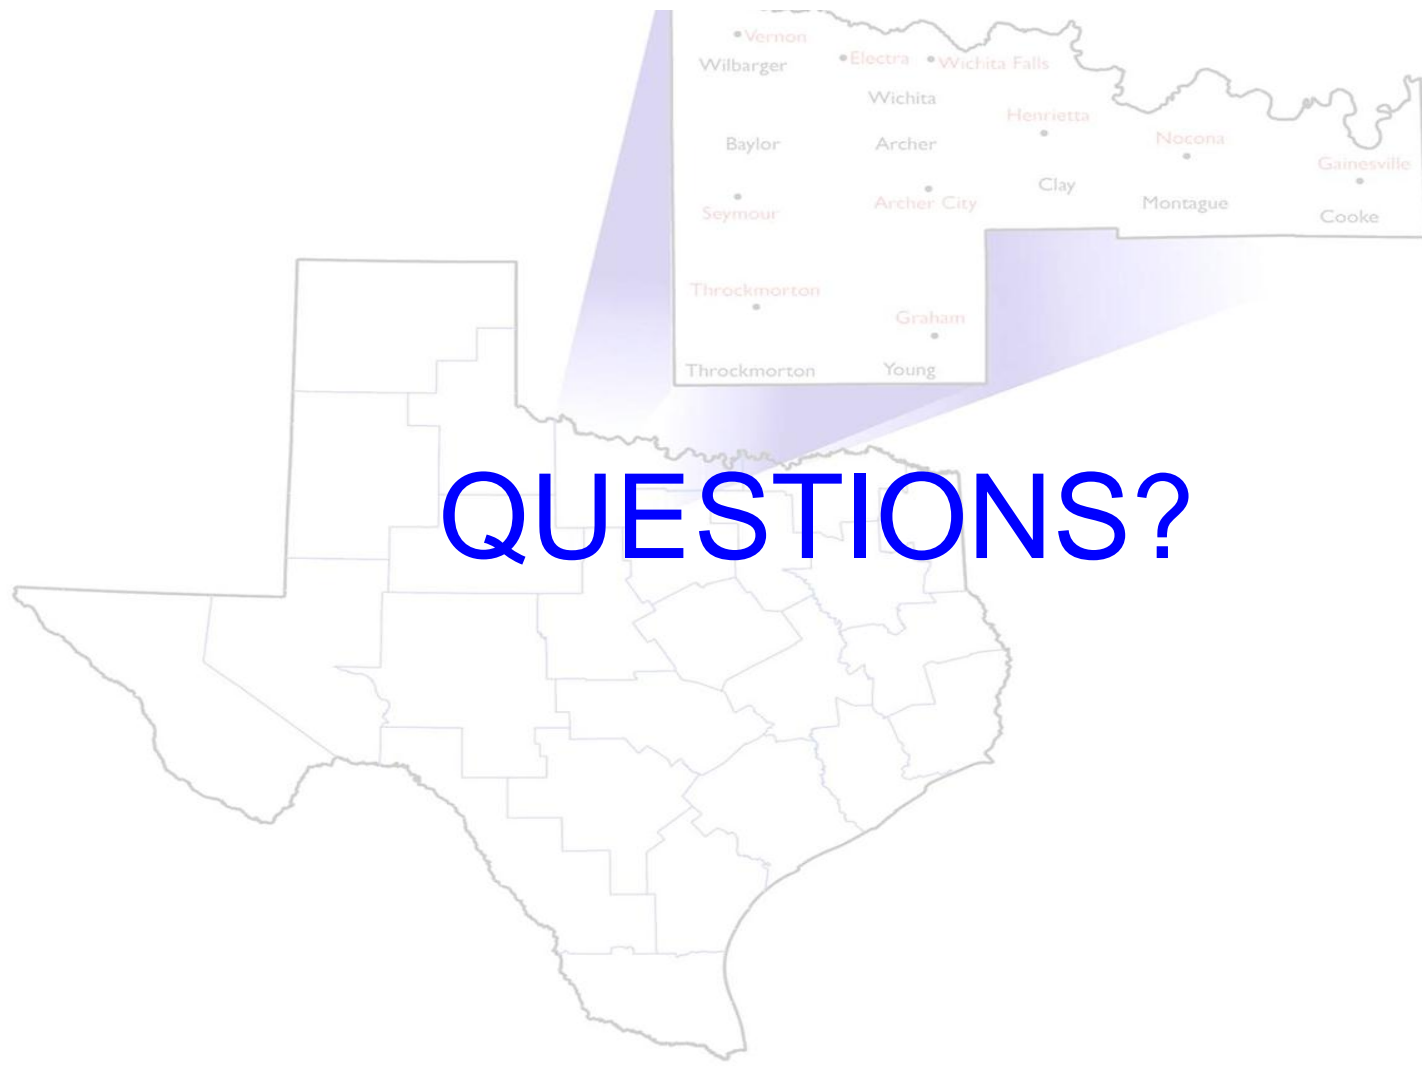 Vernon
Wilbarger
Electra
Wichita Falls
Wichita
Henrietta
Baylor
Archer
Nocona
Gainesville
Seymour
Archer City
Clay
Montague
Cooke
Throckmorton
Graham
Throckmorton
Young
QUESTIONS?